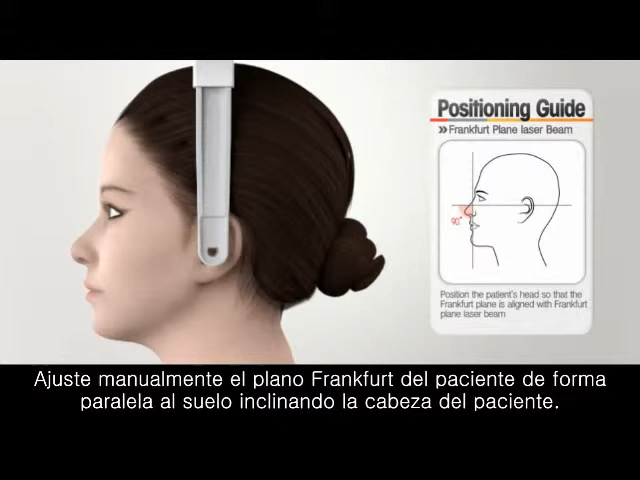 Positioning Guide
»Frankfurt Plane laser Beam
90°
Position the patient's head so that the
Frankfurt plane is aligned with Frankfurt
plane laser beam
Ajuste manualmente el plano Frankfurt del paciente de forma
paralela al suelo inclinando la cabeza del paciente.